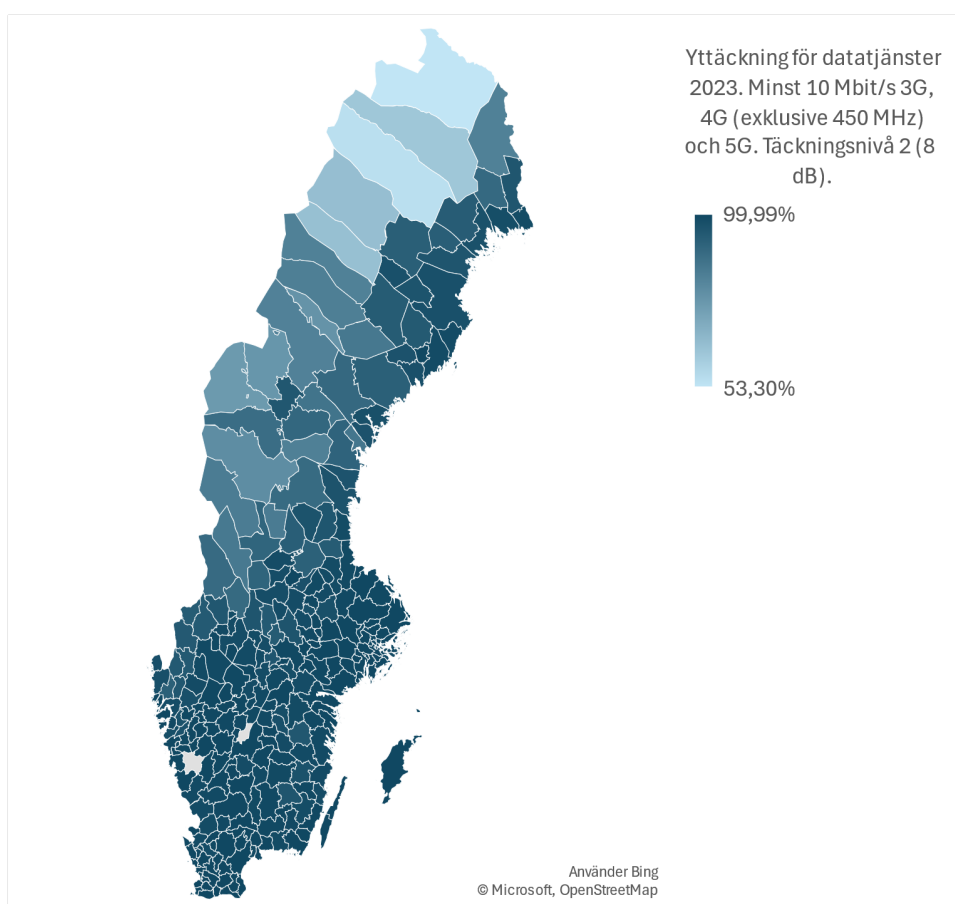 Yttäckning för datatjänster
2023. Minst 10 Mbit/s 3G,
4G (exklusive 450 MHz)
och 5G. Täckningsnivå 2 (8
dB).
99,99%
53,30%
Använder Bing
© Microsoft, OpenStreetMap